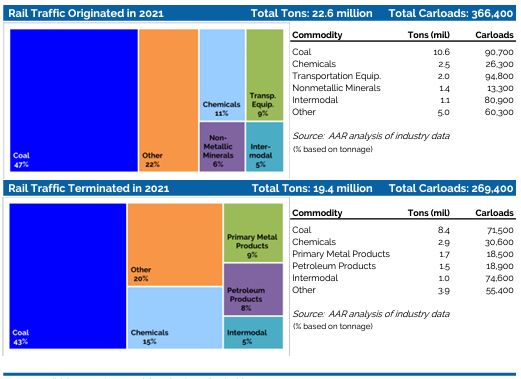 Rail Traffic Originated in 2021 Total Tons: 22.6 million Total Carloads: 366,400
Coal
47%
Other
22%
Chemicals
11%
Transp.
Equip.
9%
Non-
Metallic
Minerals
6%
Inter-
modal
5%
Commodity Tons (mil) Carloads
Coal 10.6 90,700
Chemicals 2.5 26,300
Transportation Equip. 2.0 94,800
Nonmetallic Minerals 1.4 13,300
Intermodal 1.1 80,900
Other 5.0 60,300
Source: AAR analysis of industry data
(% based on tonnage)
Rail Traffic Terminated in 2021 Total Tons: 19.4 million Total Carloads: 269,400
Coal
43%
Other
20%
Chemicals
15%
Primary Metal
Products
9%
Petroleum
Products
8%
Intermodal
5%
Commodity Tons (mil) Carloads
Coal 8.4 71,500
Chemicals 2.9 30,600
Primary Metal Products 1.7 18,500
Petroleum Products 1.5 18,900
Intermodal 1.0 74,600
Other 3.9 55,400
Source: AAR analysis of industry data
(% based on tonnage)